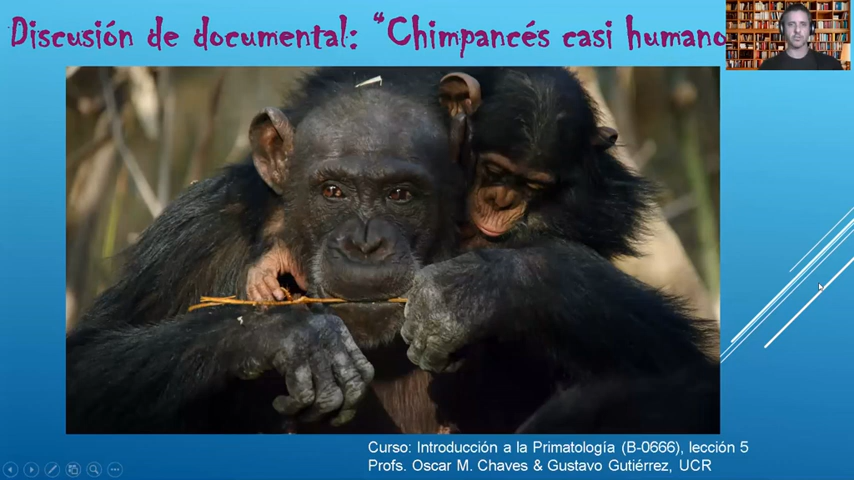 Discusión de documental: “Chimpancés casi humano
Curso: Introducción a la Primatología (B-0666), lección 5
Profs. Oscar M. Chaves & Gustavo Gutiérrez, UCR